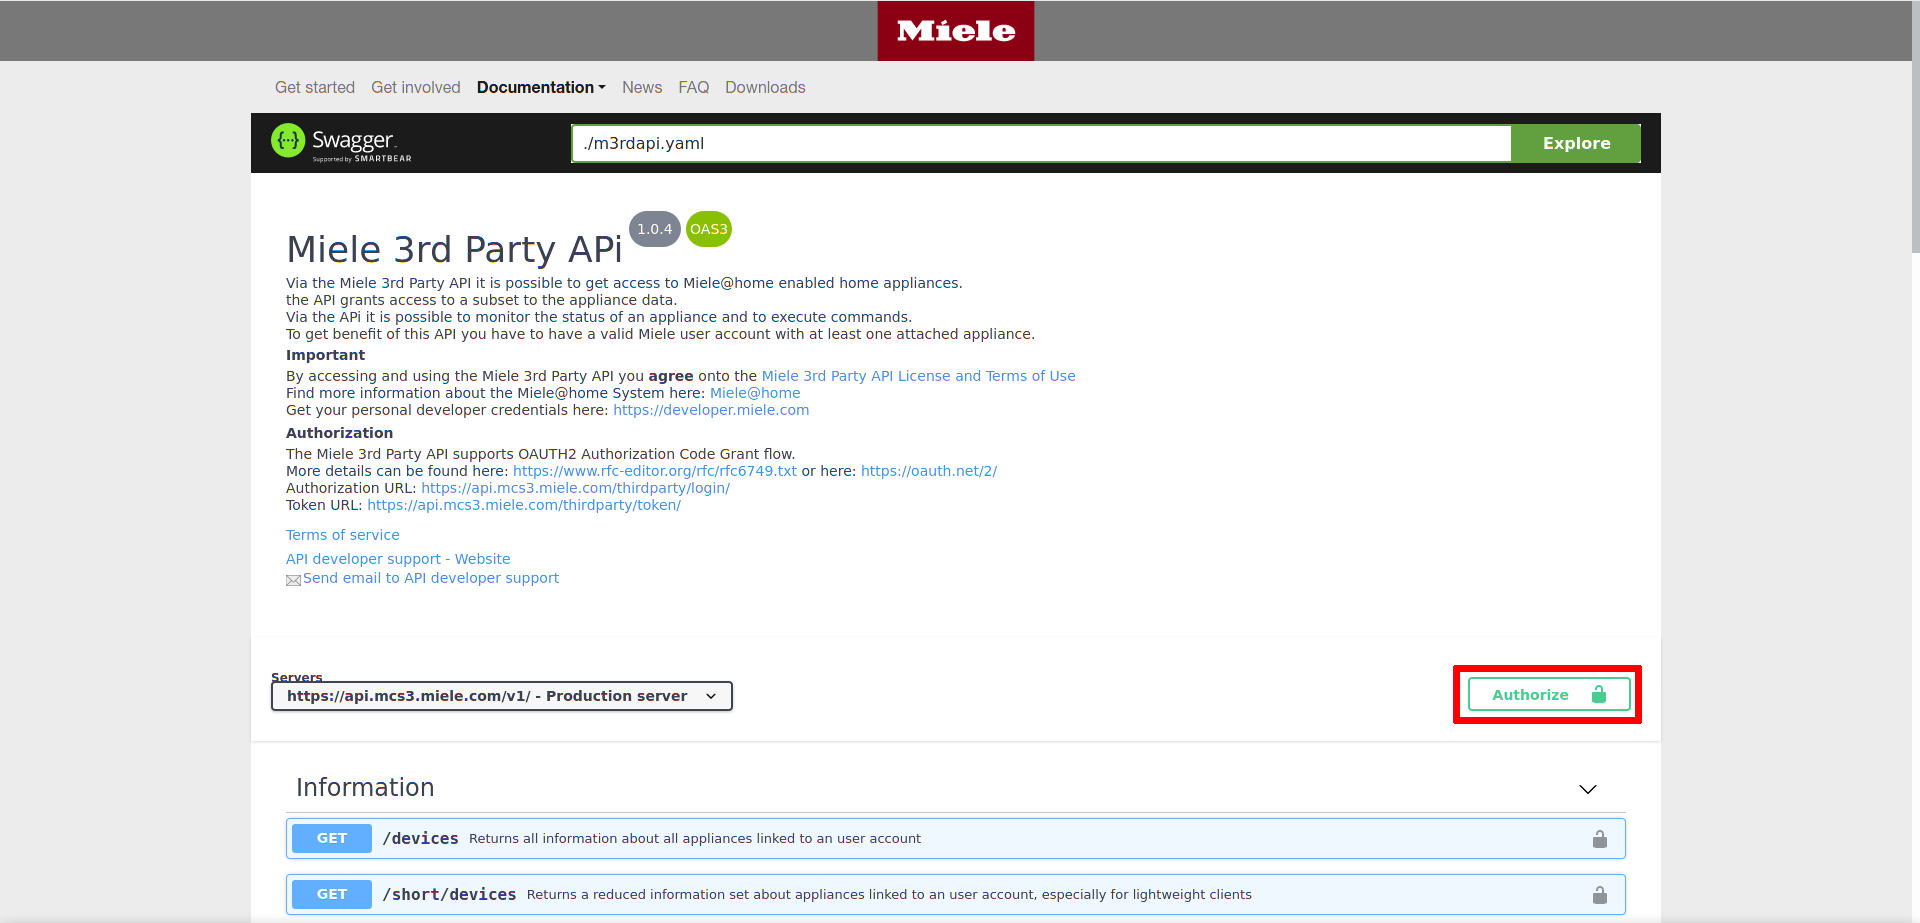 Miele
Get started Get involved Documentation News FAQ Downloads
{...} Swagger
Supported by SMARTBEAR
./m3rdapi.yaml
Explore
Miele 3rd Party APi 1.0.4 OAS3
Via the Miele 3rd Party API it is possible to get access to Miele@home enabled home appliances.
the API grants access to a subset to the appliance data.
Via the APi it is possible to monitor the status of an appliance and to execute commands.
To get benefit of this API you have to have a valid Miele user account with at least one attached appliance.
Important
By accessing and using the Miele 3rd Party API you agree onto the Miele 3rd Party API License and Terms of Use
Find more information about the Miele@home System here: Miele@home
Get your personal developer credentials here: https://developer.miele.com
Authorization
The Miele 3rd Party API supports OAUTH2 Authorization Code Grant flow.
More details can be found here: https://www.rfc-editor.org/rfc/rfc6749.txt or here: https://oauth.net/2/
Authorization URL: https://api.mcs3.miele.com/thirdparty/login/
Token URL: https://api.mcs3.miele.com/thirdparty/token/
Terms of service
API developer support - Website
Send email to API developer support
Servers
https://api.mcs3.miele.com/v1/ - Production server
Authorize
Information
GET /devices Returns all information about all appliances linked to an user account
GET /short/devices Returns a reduced information set about appliances linked to an user account, especially for lightweight clients